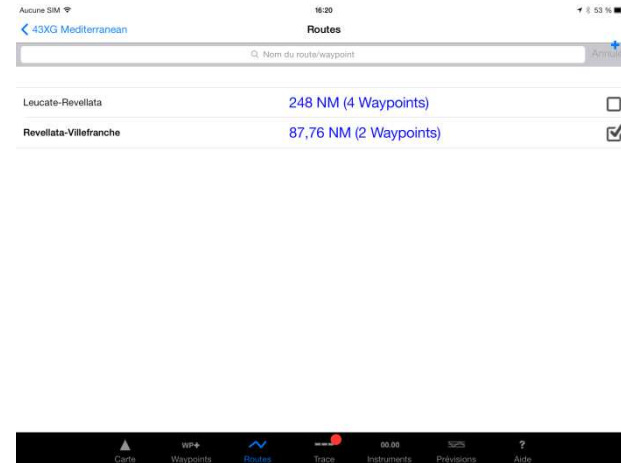 Aucune SIM 16:20 53 %
43XG Mediterranean Routes
Nom du route/waypoint
Leucate-Revellata 248 NM (4 Waypoints)
Revellata-Villefranche 87,76 NM (2 Waypoints)
WP+ 00.00 ?
Carte Waypoints Routes Trace Instruments Prévisions Aide